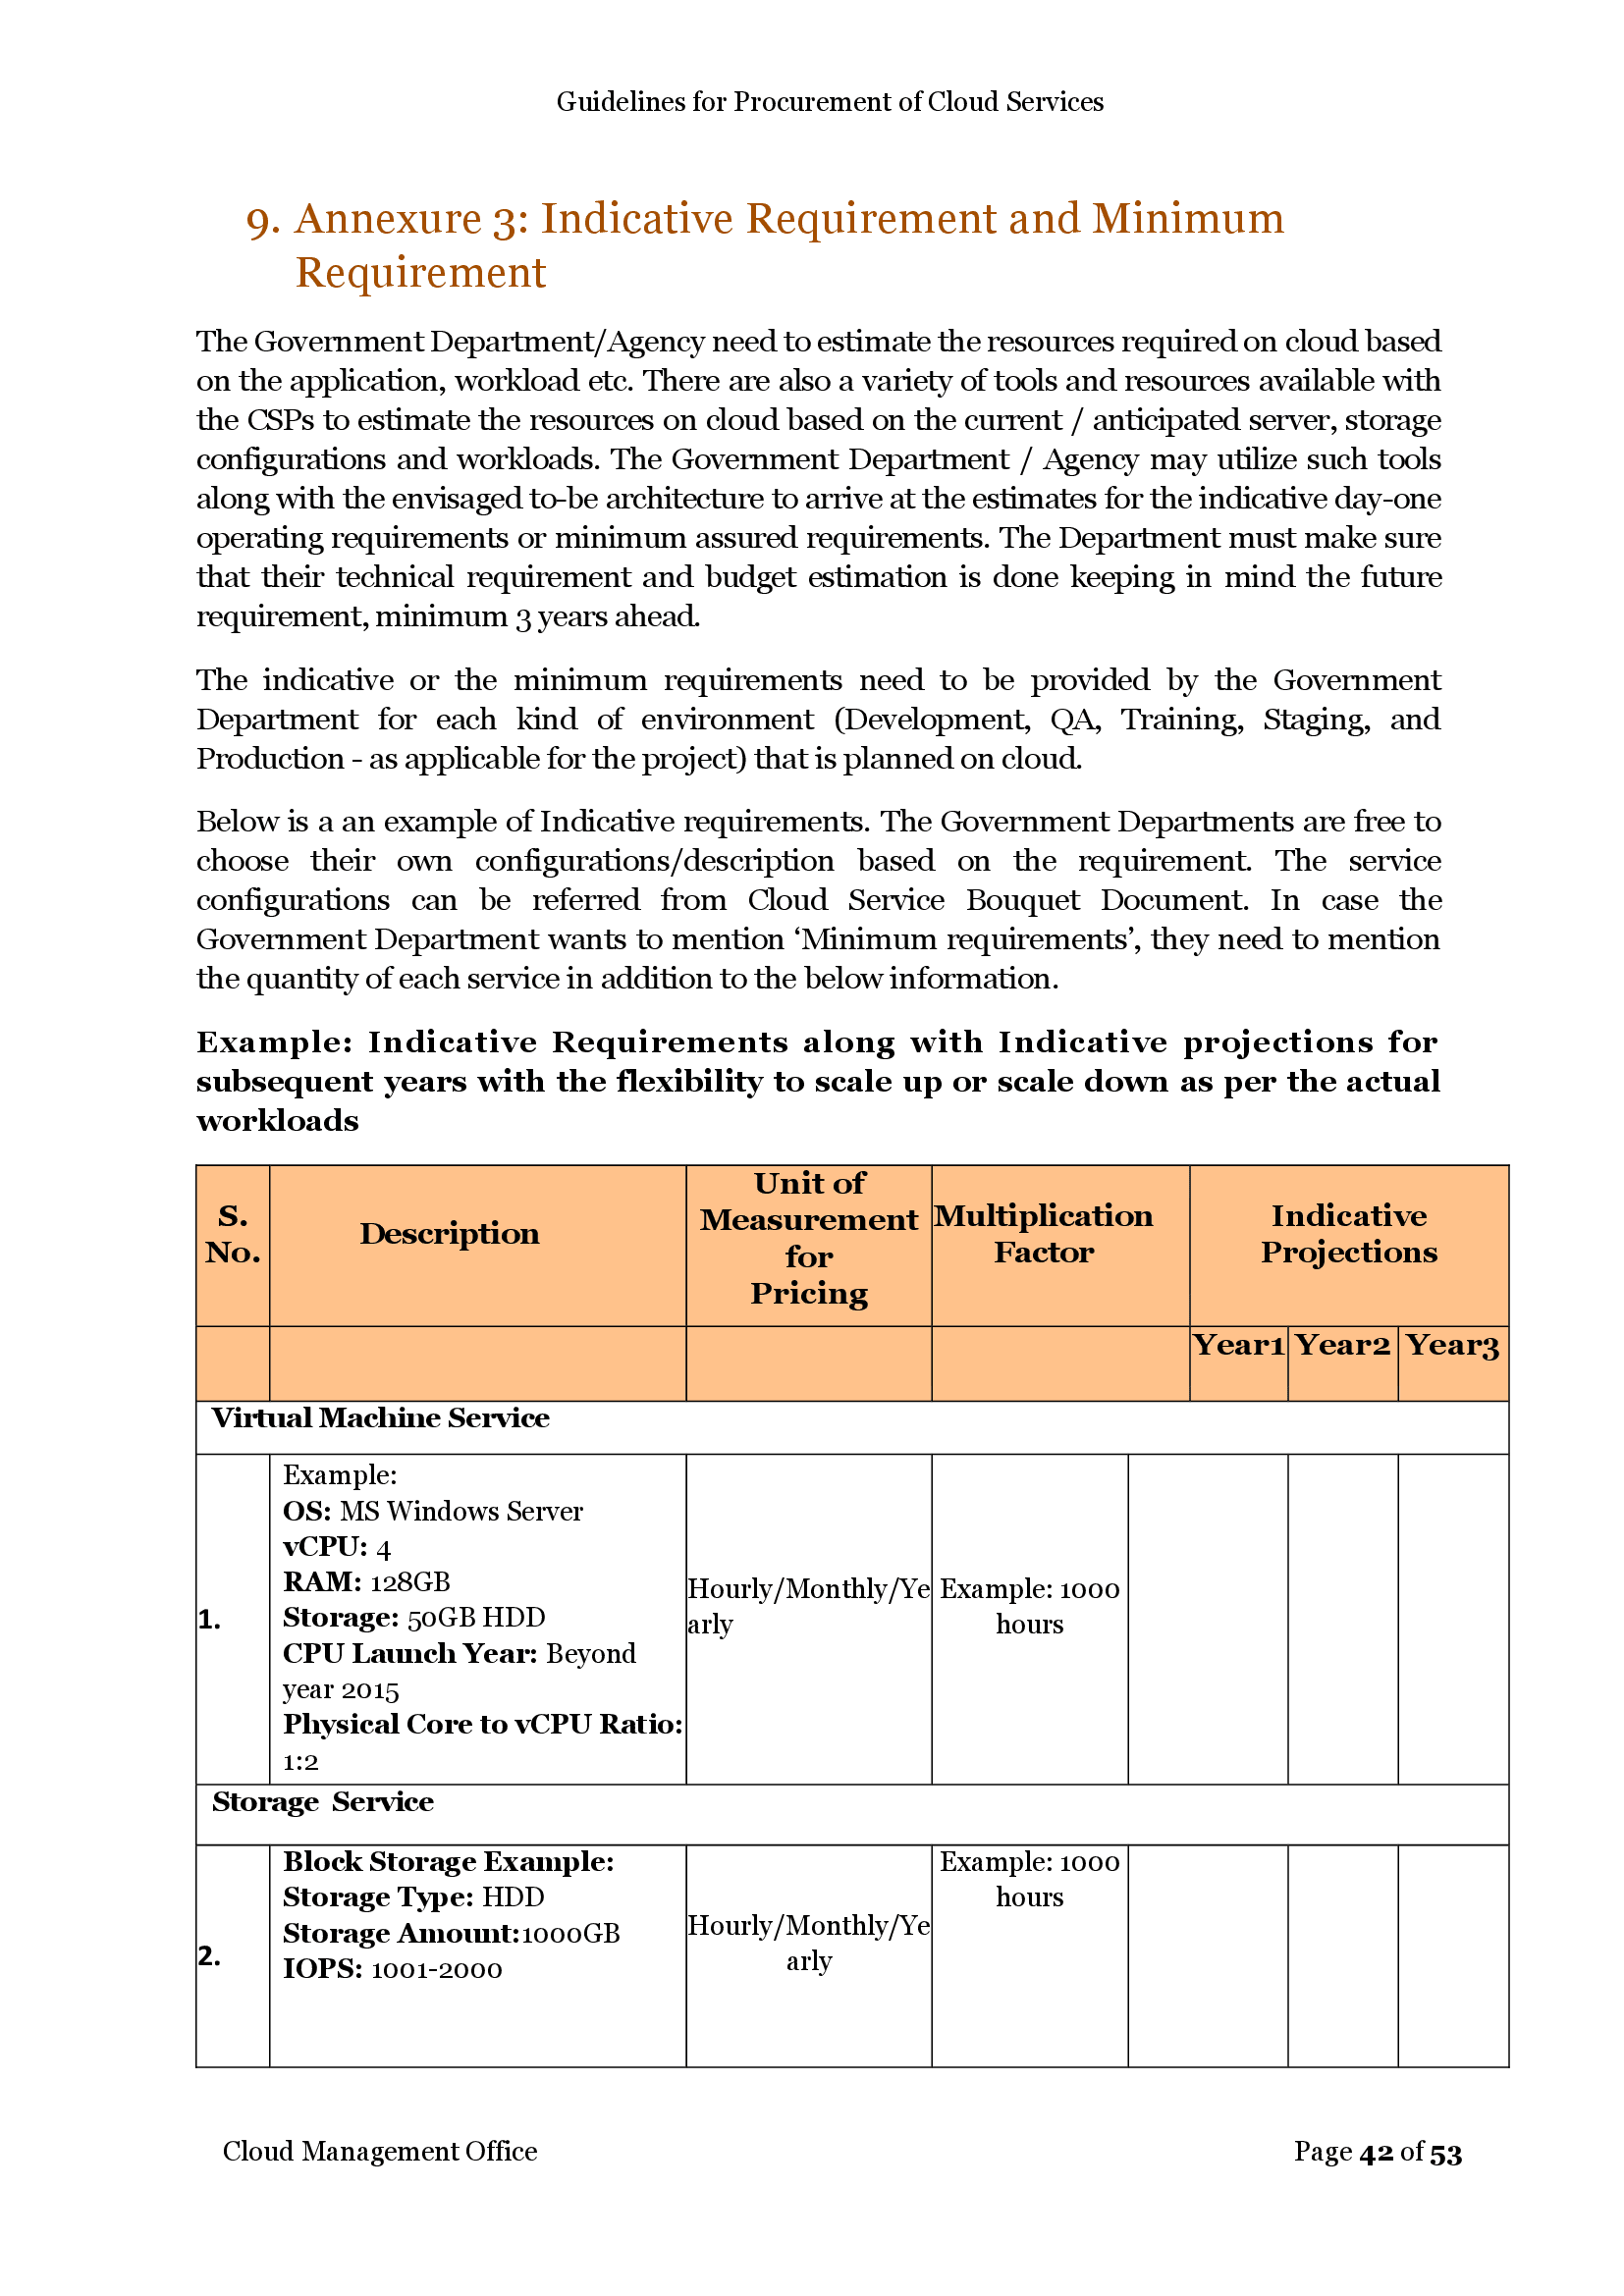 Guidelines for Procurement of Cloud Services
9. Annexure 3: Indicative Requirement and Minimum
Requirement
The Government Department/Agency need to estimate the resources required on cloud based
on the application, workload etc. There are also a variety of tools and resources available with
the CSPs to estimate the resources on cloud based on the current / anticipated server, storage
configurations and workloads. The Government Department / Agency may utilize such tools
along with the envisaged to-be architecture to arrive at the estimates for the indicative day-one
operating requirements or minimum assured requirements. The Department must make sure
that their technical requirement and budget estimation is done keeping in mind the future
requirement, minimum 3 years ahead.
The indicative or the minimum requirements need to be provided by the Government
Department for each kind of environment (Development, QA, Training, Staging, and
Production - as applicable for the project) that is planned on cloud.
Below is a an example of Indicative requirements. The Government Departments are free to
choose their own configurations/description based on the requirement. The service
configurations can be referred from Cloud Service Bouquet Document. In case the
Government Department wants to mention ‘Minimum requirements’, they need to mention
the quantity of each service in addition to the below information.
Example: Indicative Requirements along with Indicative projections for
subsequent years with the flexibility to scale up or scale down as per the actual
workloads
S.
No.
Description
Unit of
Measurement
for
Pricing
Multiplication
Factor
Indicative
Projections
Year1 Year2 Year3
Virtual Machine Service
1.
Example:
OS: MS Windows Server
vCPU: 4
RAM: 128GB
Storage: 50GB HDD
CPU Launch Year: Beyond
year 2015
Physical Core to vCPU Ratio:
1:2
Hourly/Monthly/Ye
arly
Example: 1000
hours
Storage Service
2.
Block Storage Example:
Storage Type: HDD
Storage Amount:1000GB
IOPS: 1001-2000
Hourly/Monthly/Ye
arly
Example: 1000
hours
Cloud Management Office
Page 42 of 53